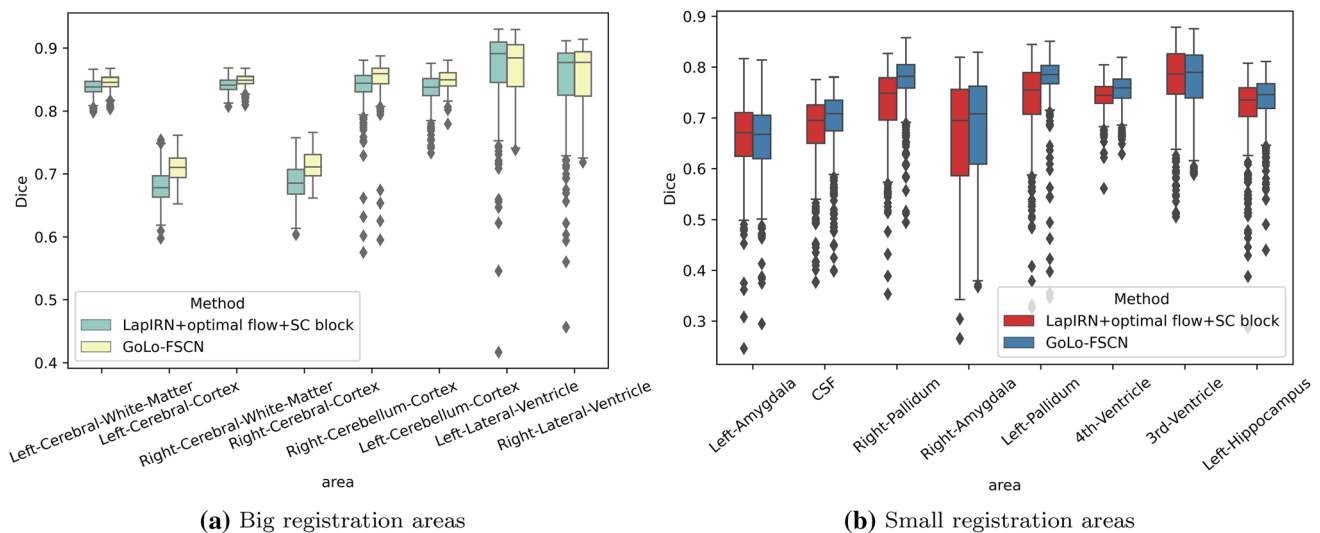 0.9
0.8
0.7
0.6
0.5
0.4
Dice
Method
LapIRN+optimal flow+SC block
GoLo-FSCN
Left-Cerebral-White-Matter
Left-Cerebral-Cortex
Right-Cerebral-White-Matter
Right-Cerebral-Cortex
Right-Cerebellum-Cortex
Left-Cerebellum-Cortex
Left-Lateral-Ventricle
Right-Lateral-Ventricle
area
(a) Big registration areas
0.9
0.8
0.7
0.6
0.5
0.4
0.3
Dice
Method
LapIRN+optimal flow+SC block
GoLo-FSCN
Left-Amygdala
CSF
Right-Pallidum
Right-Amygdala
Left-Pallidum
4th-Ventricle
3rd-Ventricle
Left-Hippocampus
area
(b) Small registration areas